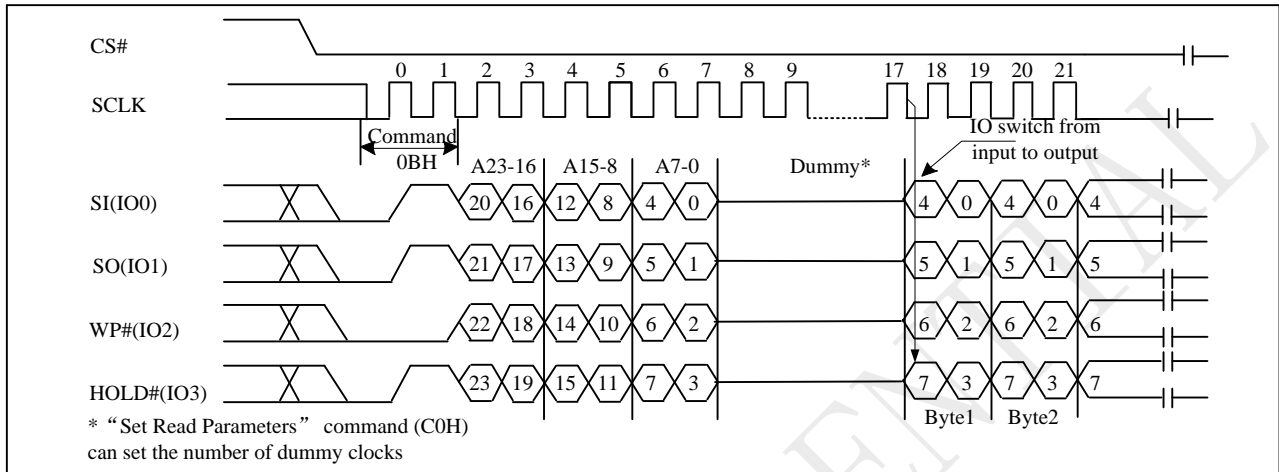 CS#
0 1 2 3 4 5 6 7 8 9 17 18 19 20 21
SCLK
Command
0BH
IO switch from
input to output
A23-16 A15-8 A7-0 Dummy*
SI(IO0) 20 16 12 8 4 0 4 0 4 0 4
SO(IO1) 21 17 13 9 5 1 5 1 5 1 5
WP#(IO2) 22 18 14 10 6 2 6 2 6 2 6
HOLD#(IO3) 23 19 15 11 7 3 7 3 7 3 7
Byte1 Byte2
* “Set Read Parameters” command (C0H)
can set the number of dummy clocks
ENTIAL